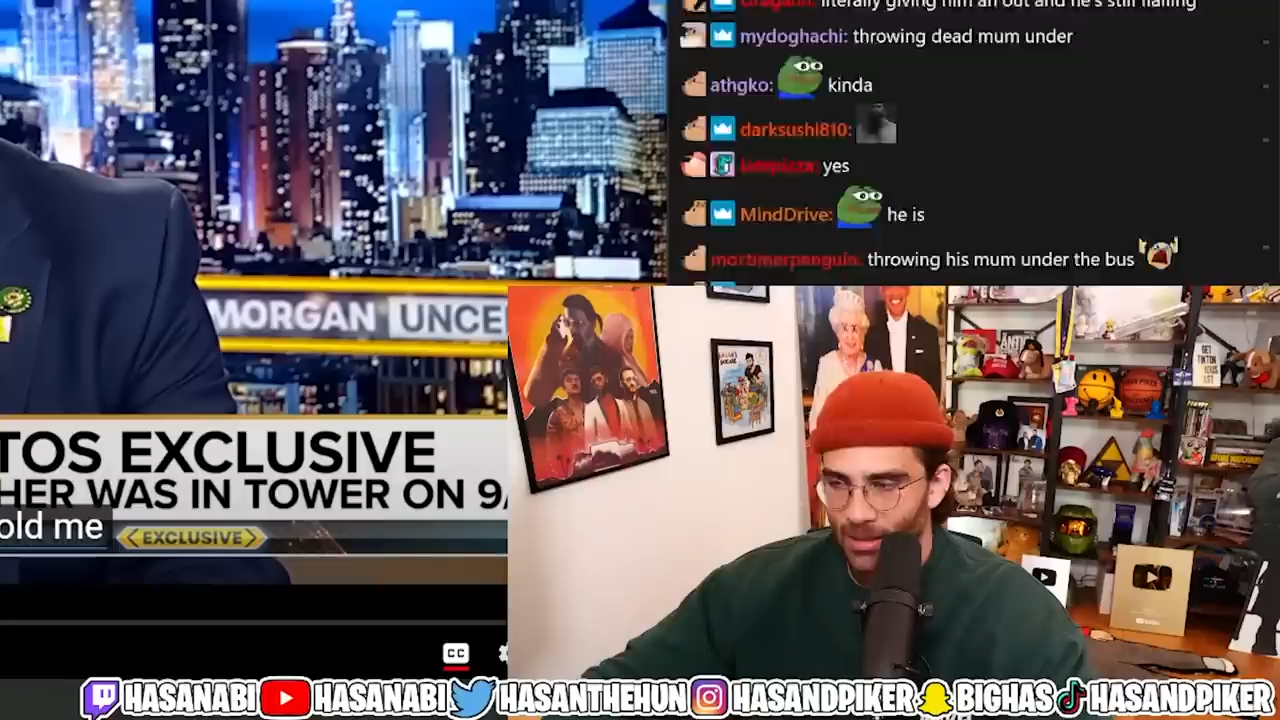 literally giving him an out and he's still flailing
mydoghachi: throwing dead mum under
athgko: kinda
darksushi810:
yes
MindDrive: he is
mortimerpenguin: throwing his mum under the bus
MORGAN UNCE
TOS EXCLUSIVE
HER WAS IN TOWER ON 9/
old me
EXCLUSIVE
CC
GET
HASANABI HASANABI HASANTHEHUN HASANDPIKER BIGHAS HASANDPIKER